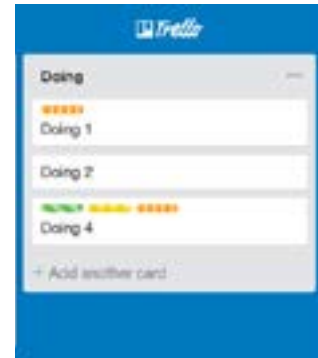 Trello
Doing
Doing 1
Doing 2
Doing 4
+ Add another card